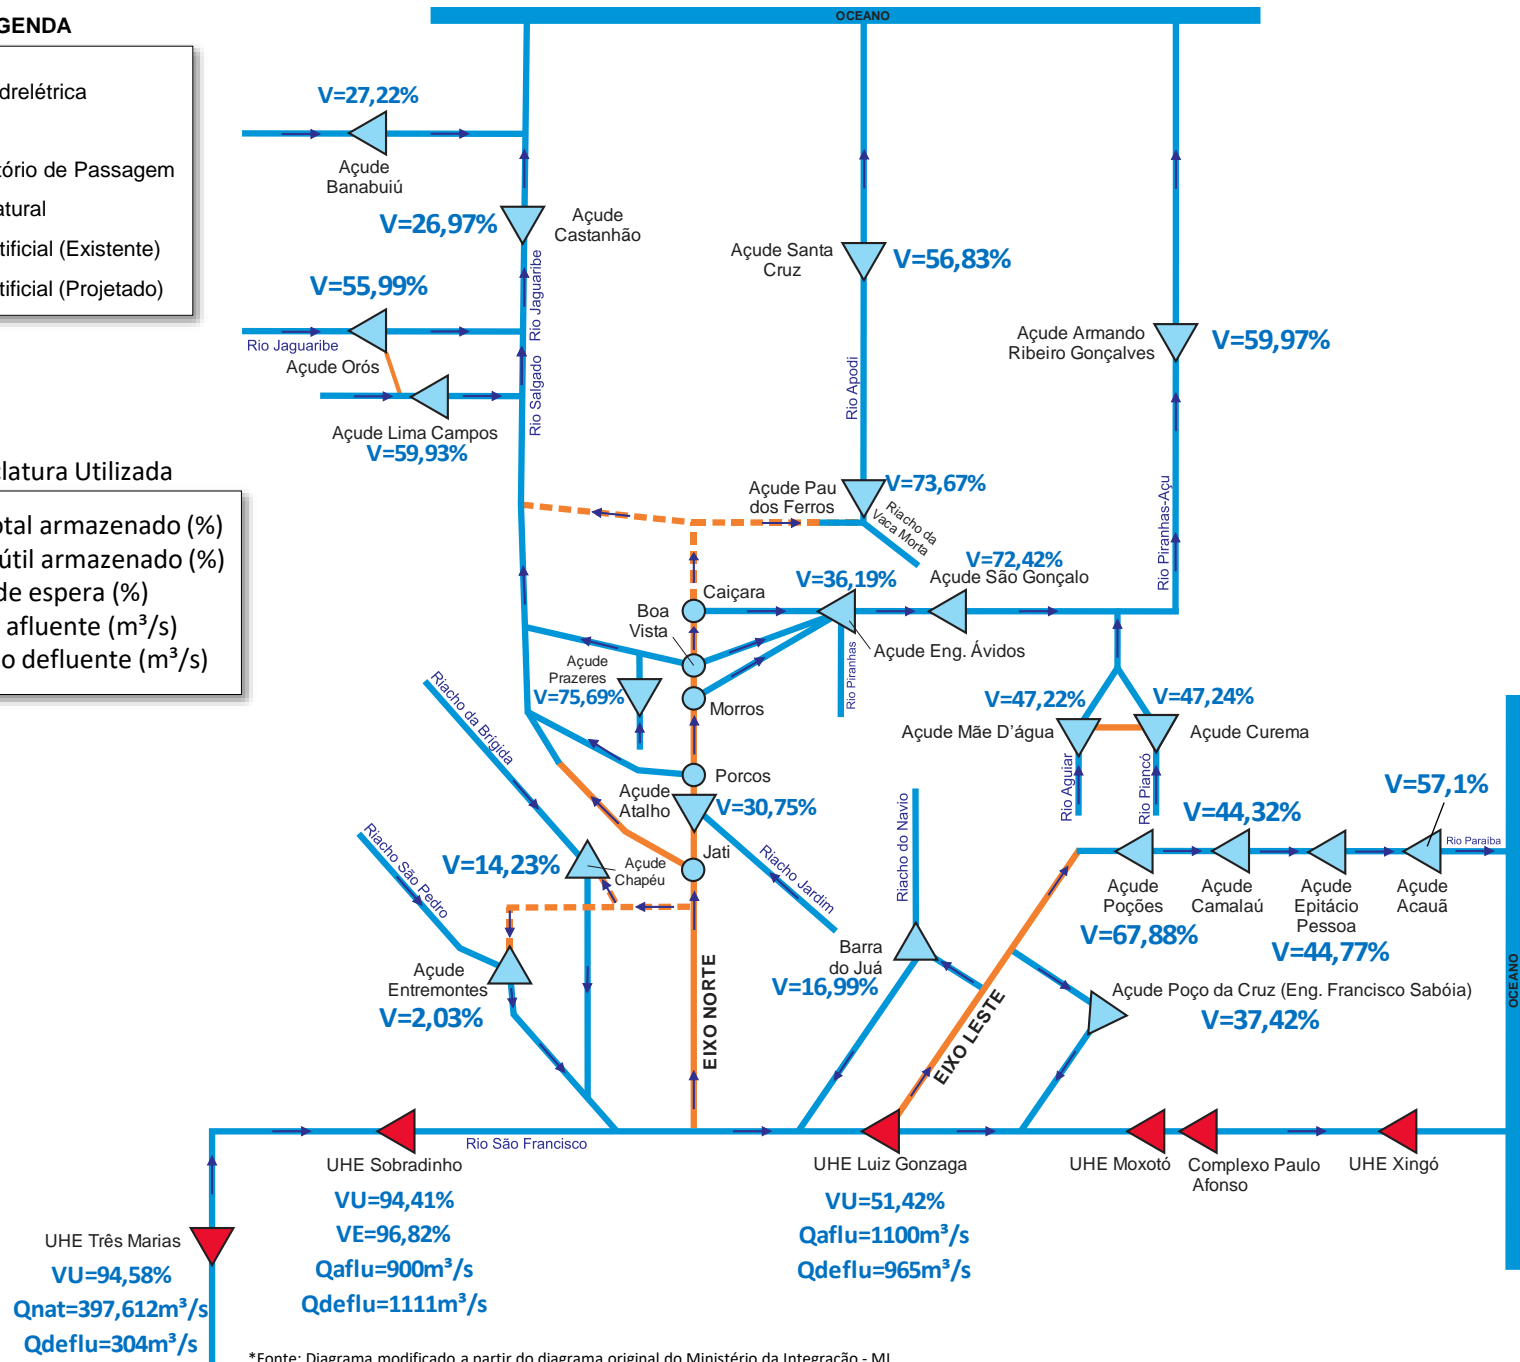 OCEANO
GENDA
drelétrica
tório de Passagem
atural
tificial (Existente)
tificial (Projetado)
V=27,22%
Açude
Banabuiú
V=26,97%
Açude
Castanhão
Rio Jaguaribe
V=55,99%
Rio Jaguaribe
Açude Orós
Rio Salgado
Açude Lima Campos
V=59,93%
Açude Santa
Cruz
V=56,83%
Rio Apodi
Açude Armando
Ribeiro Gonçalves
V=59,97%
Rio Piranhas-Açu
clatura Utilizada
otal armazenado (%)
útil armazenado (%)
de espera (%)
afluente (m³/s)
o defluente (m³/s)
Açude Pau
dos Ferros
V=73,67%
Riacho da
Vaca Morta
V=72,42%
Açude São Gonçalo
V=36,19%
Caiçara
Boa
Vista
Açude Eng. Ávidos
Rio Piranhas
Açude
Prazeres
V=75,69%
Morros
Riacho da Brígida
V=47,22%
V=47,24%
Açude Mãe D'água
Açude Curema
Rio Aguiar
Rio Piancó
Porcos
Açude
Atalho
V=30,75%
Jati
Riacho Jardim
Riacho do Navio
V=57,1%
V=44,32%
Rio Paraíba
Açude
Poções
V=67,88%
Açude
Camalaú
Açude
Epitácio
Pessoa
V=44,77%
Açude
Acauã
Riacho São Pedro
V=14,23%
Açude
Chapéu
Açude
Entremontes
V=2,03%
EIXO NORTE
Barra
do Juá
V=16,99%
EIXO LESTE
Açude Poço da Cruz (Eng. Francisco Sabóia)
V=37,42%
OCEANO
Rio São Francisco
UHE Sobradinho
VU=94,41%
VE=96,82%
Qaflu=900m³/s
Qdeflu=1111m³/s
UHE Luiz Gonzaga
VU=51,42%
Qaflu=1100m³/s
Qdeflu=965m³/s
UHE Moxotó
Complexo Paulo
Afonso
UHE Xingó
UHE Três Marias
VU=94,58%
Qnat=397,612m³/s
Qdeflu=304m³/s
*Fonte: Diagrama modificado a partir do diagrama original do Ministério da Integração - MI